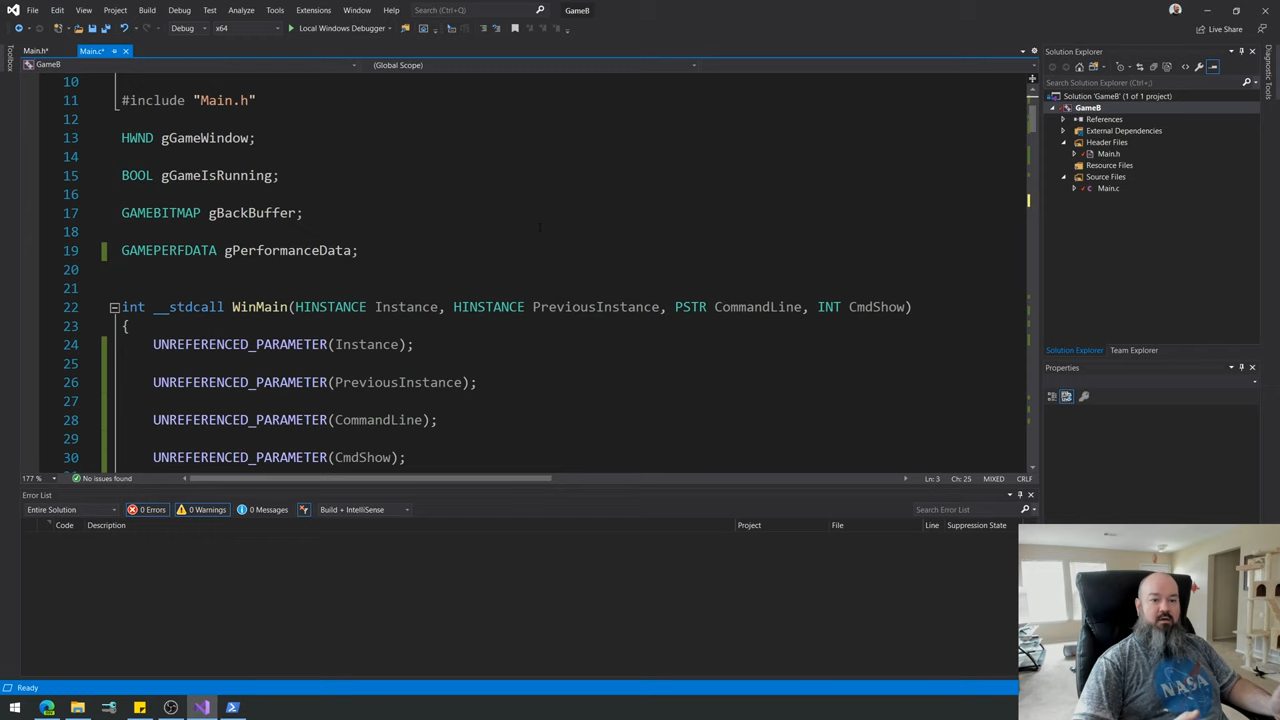 File Edit View Project Build Debug Test Analyze Tools Extensions Window Help Search (Ctrl+Q) GameB
Debug x64 Local Windows Debugger Live Share
Toolbox
Main.h* Main.c*
GameB (Global Scope)
10
11 #include "Main.h"
12
13 HWND gGameWindow;
14
15 BOOL gGameIsRunning;
16
17 GAMEBITMAP gBackBuffer;
18
19 GAMEPERFDATA gPerformanceData;
20
21
22 int __stdcall WinMain(HINSTANCE Instance, HINSTANCE PreviousInstance, PSTR CommandLine, INT CmdShow)
23 {
24 UNREFERENCED_PARAMETER(Instance);
25
26 UNREFERENCED_PARAMETER(PreviousInstance);
27
28 UNREFERENCED_PARAMETER(CommandLine);
29
30 UNREFERENCED_PARAMETER(CmdShow);
177 % No issues found Ln: 3 Ch: 25 MIXED CRLF
Error List
Entire Solution 0 Errors 0 Warnings 0 Messages Build + IntelliSense Search Error List
Code Description Project File Line Suppression State
Ready
Solution Explorer
Search Solution Explorer (Ctrl+;)
Solution 'GameB' (1 of 1 project)
GameB
References
External Dependencies
Header Files
Main.h
Resource Files
Source Files
Main.c
Solution Explorer Team Explorer
Properties
Diagnostic Tools
NASA